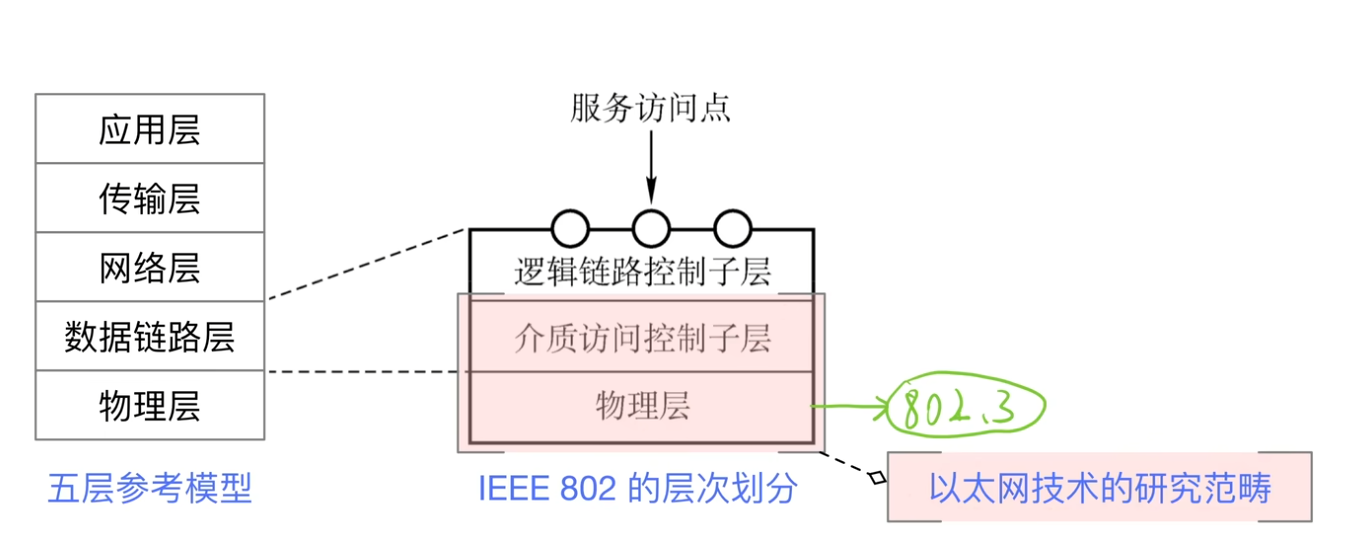 应用层
传输层
网络层
数据链路层
物理层
五层参考模型
服务访问点
逻辑链路控制子层
介质访问控制子层
物理层
IEEE 802 的层次划分
802.3
以太网技术的研究范畴